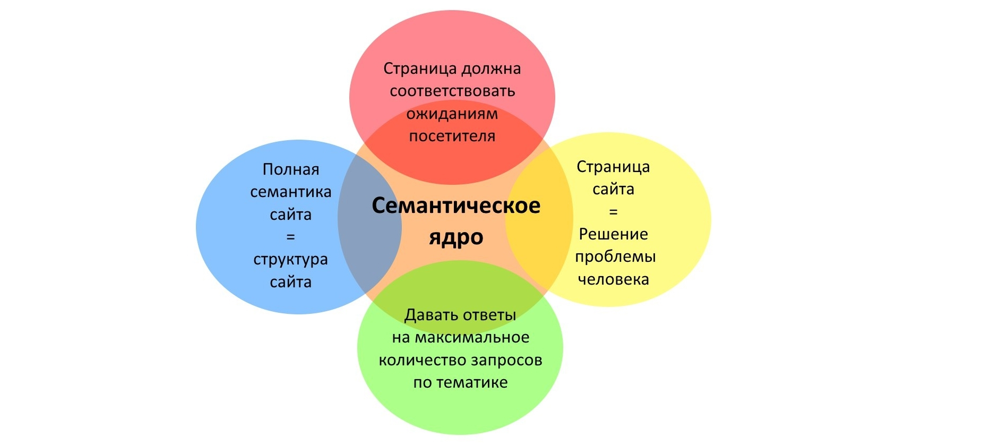 Страница должна
соответствовать
ожиданиям
посетителя
Полная
семантика
сайта
=
структура
сайта
Семантическое
ядро
Страница
сайта
=
Решение
проблемы
человека
Давать ответы
на максимальное
количество запросов
по тематике